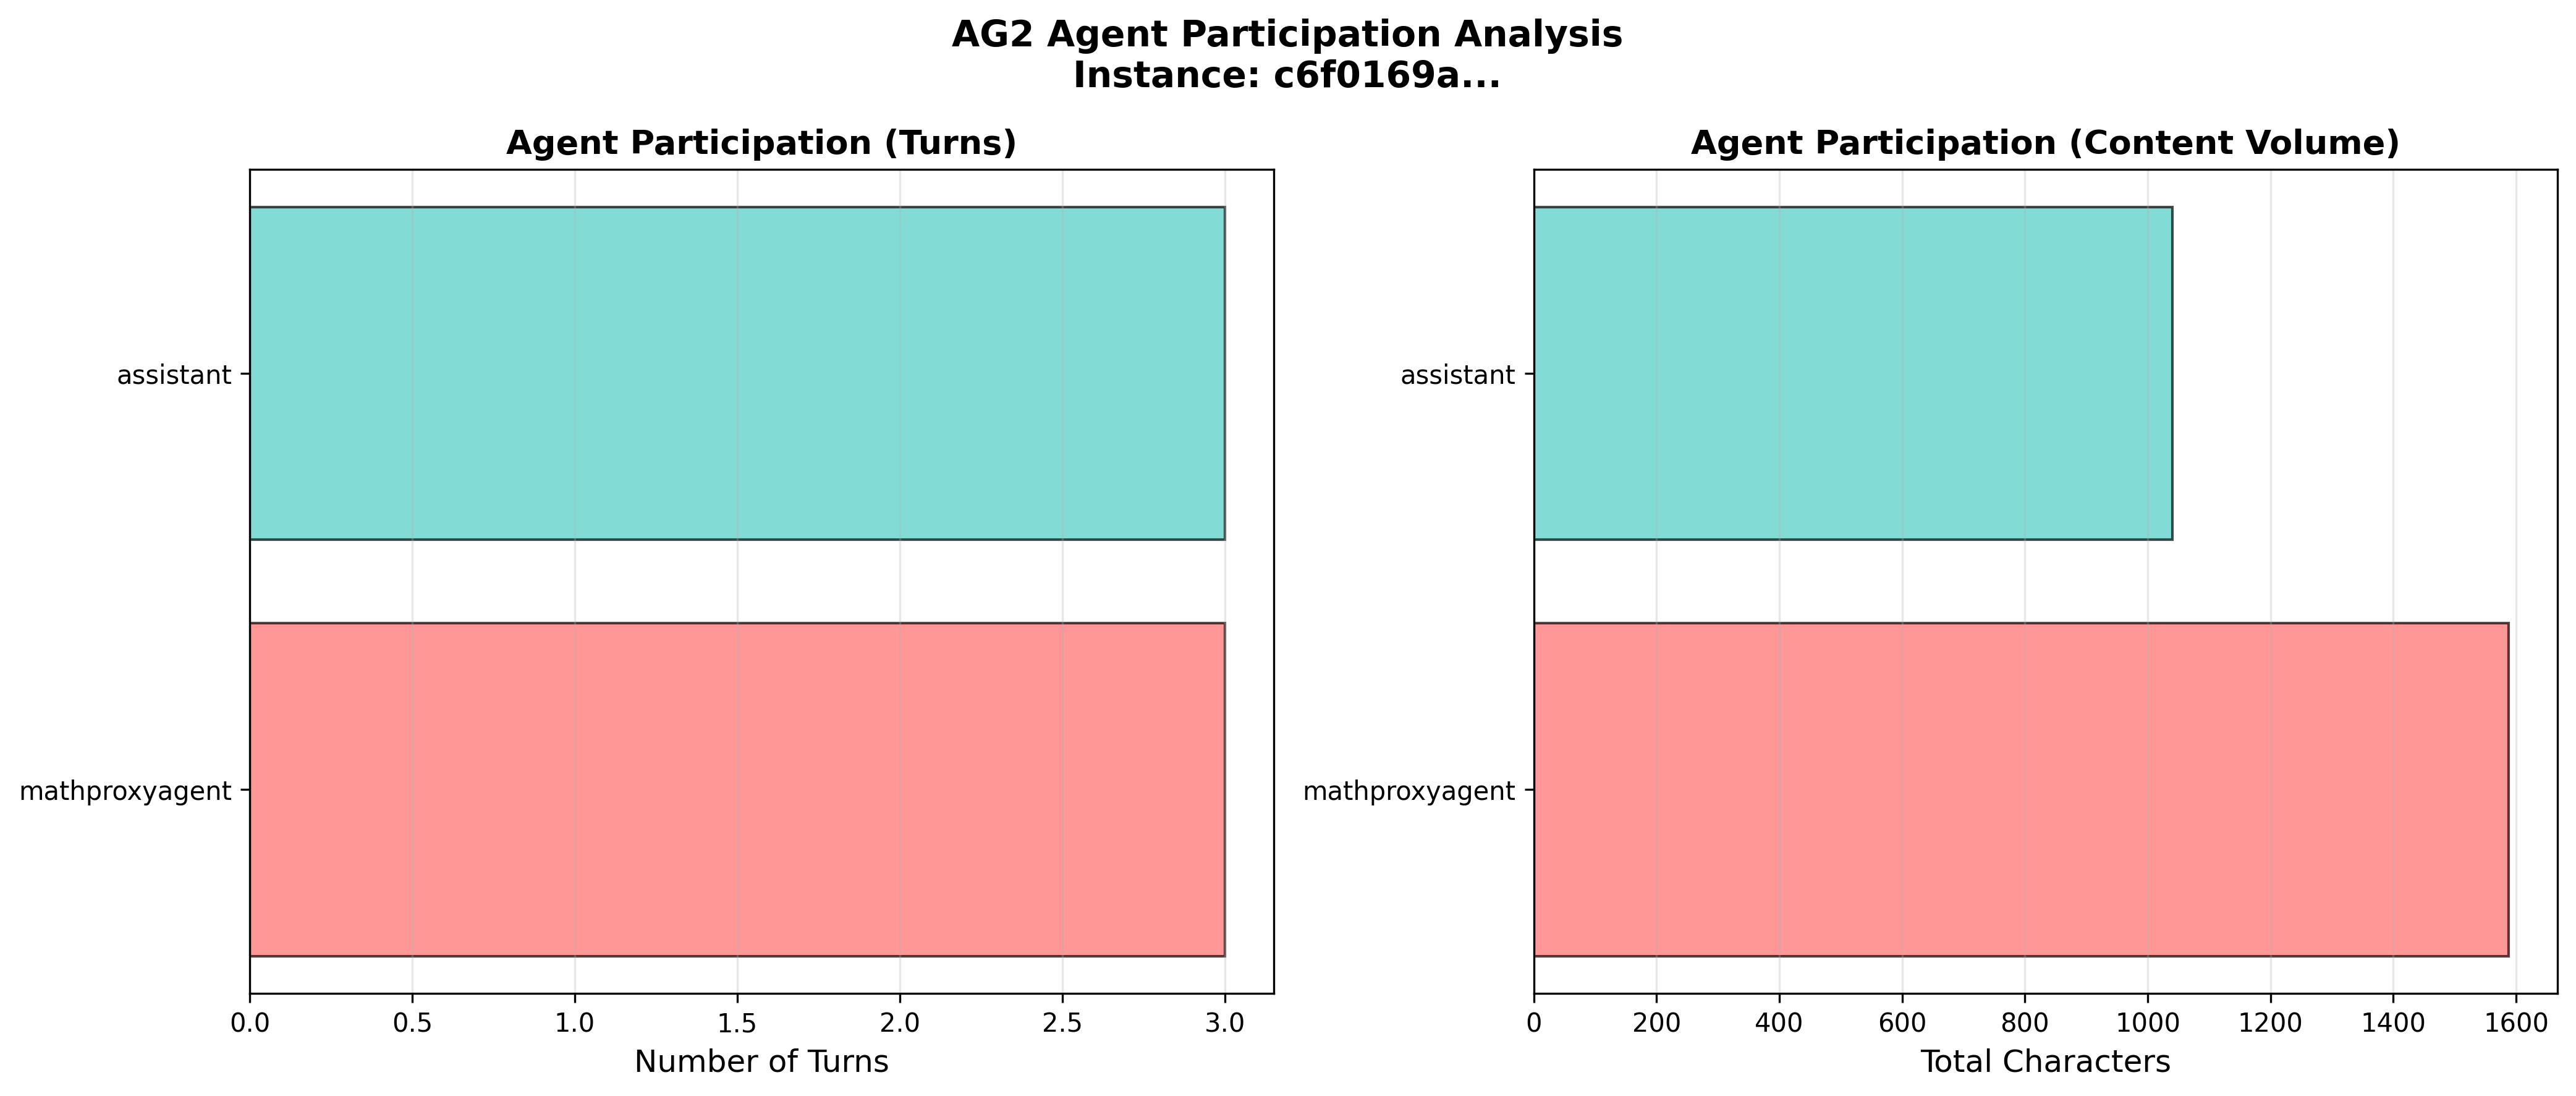 AG2 Agent Participation Analysis
Instance: c6f0169a...
Agent Participation (Turns)
assistant
mathproxyagent
0.0 0.5 1.0 1.5 2.0 2.5 3.0
Number of Turns
Agent Participation (Content Volume)
assistant
mathproxyagent
0 200 400 600 800 1000 1200 1400 1600
Total Characters